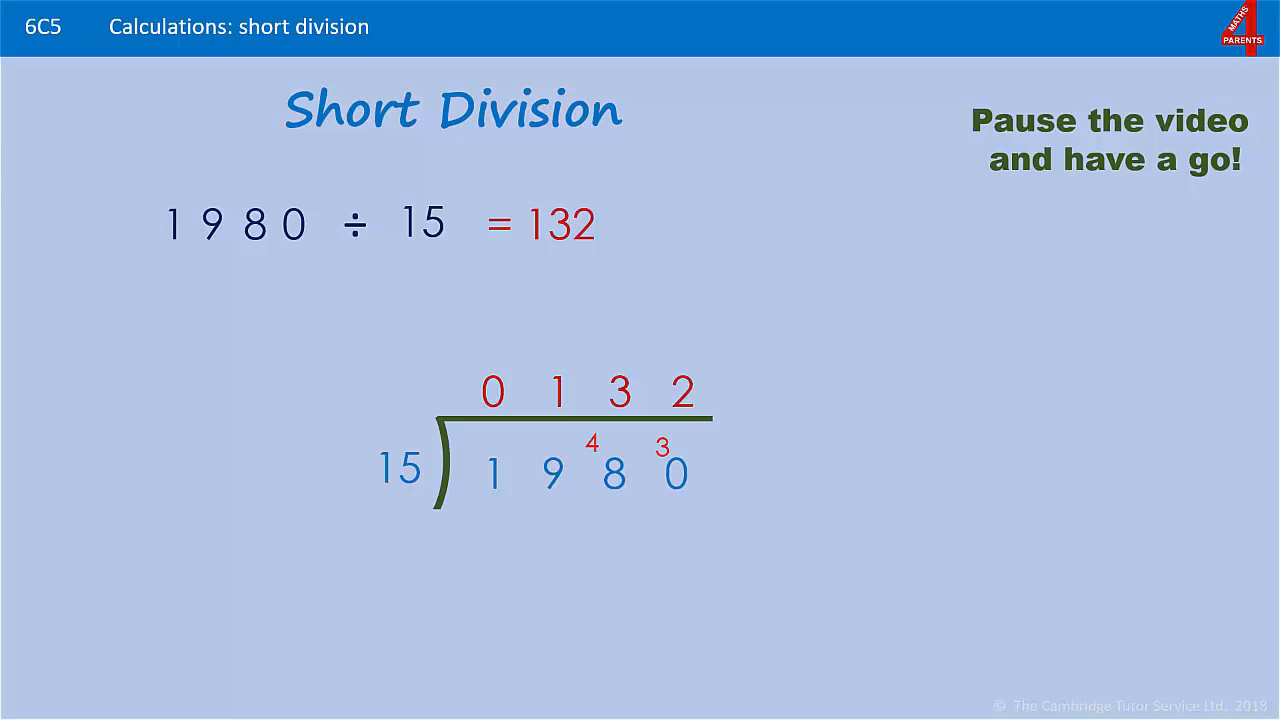 6C5 Calculations: short division
MATHS
4
PARENTS
Short Division
Pause the video
and have a go!
1 9 8 0 ÷ 15 = 132
0 1 3 2
4 3
15 1 9 8 0
© The Cambridge Tutor Service Ltd. 2018